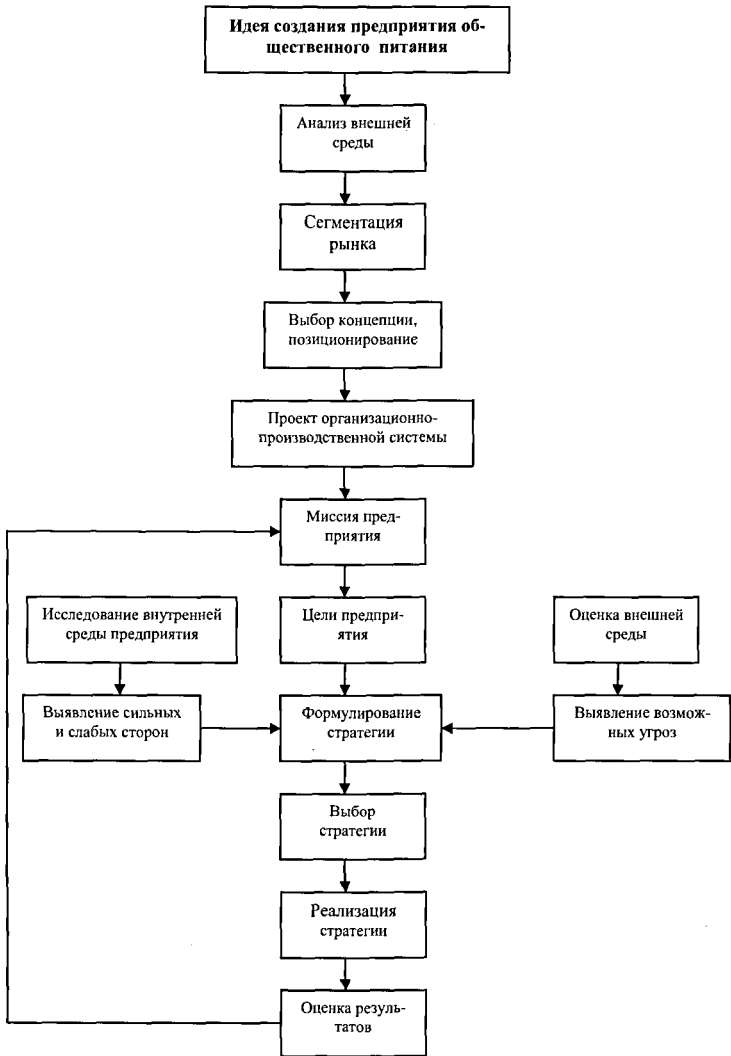 Идея создания предприятия об-
щественного питания
Анализ внешней
среды
Сегментация
рынка
Выбор концепции,
позиционирование
Проект организационно-
производственной системы
Миссия пред-
приятия
Исследование внутренней
среды предприятия
Цели предпри-
ятия
Оценка внешней
среды
Выявление сильных
и слабых сторон
Формулирование
стратегии
Выявление возмож-
ных угроз
Выбор
стратегии
Реализация
стратегии
Оценка резуль-
татов